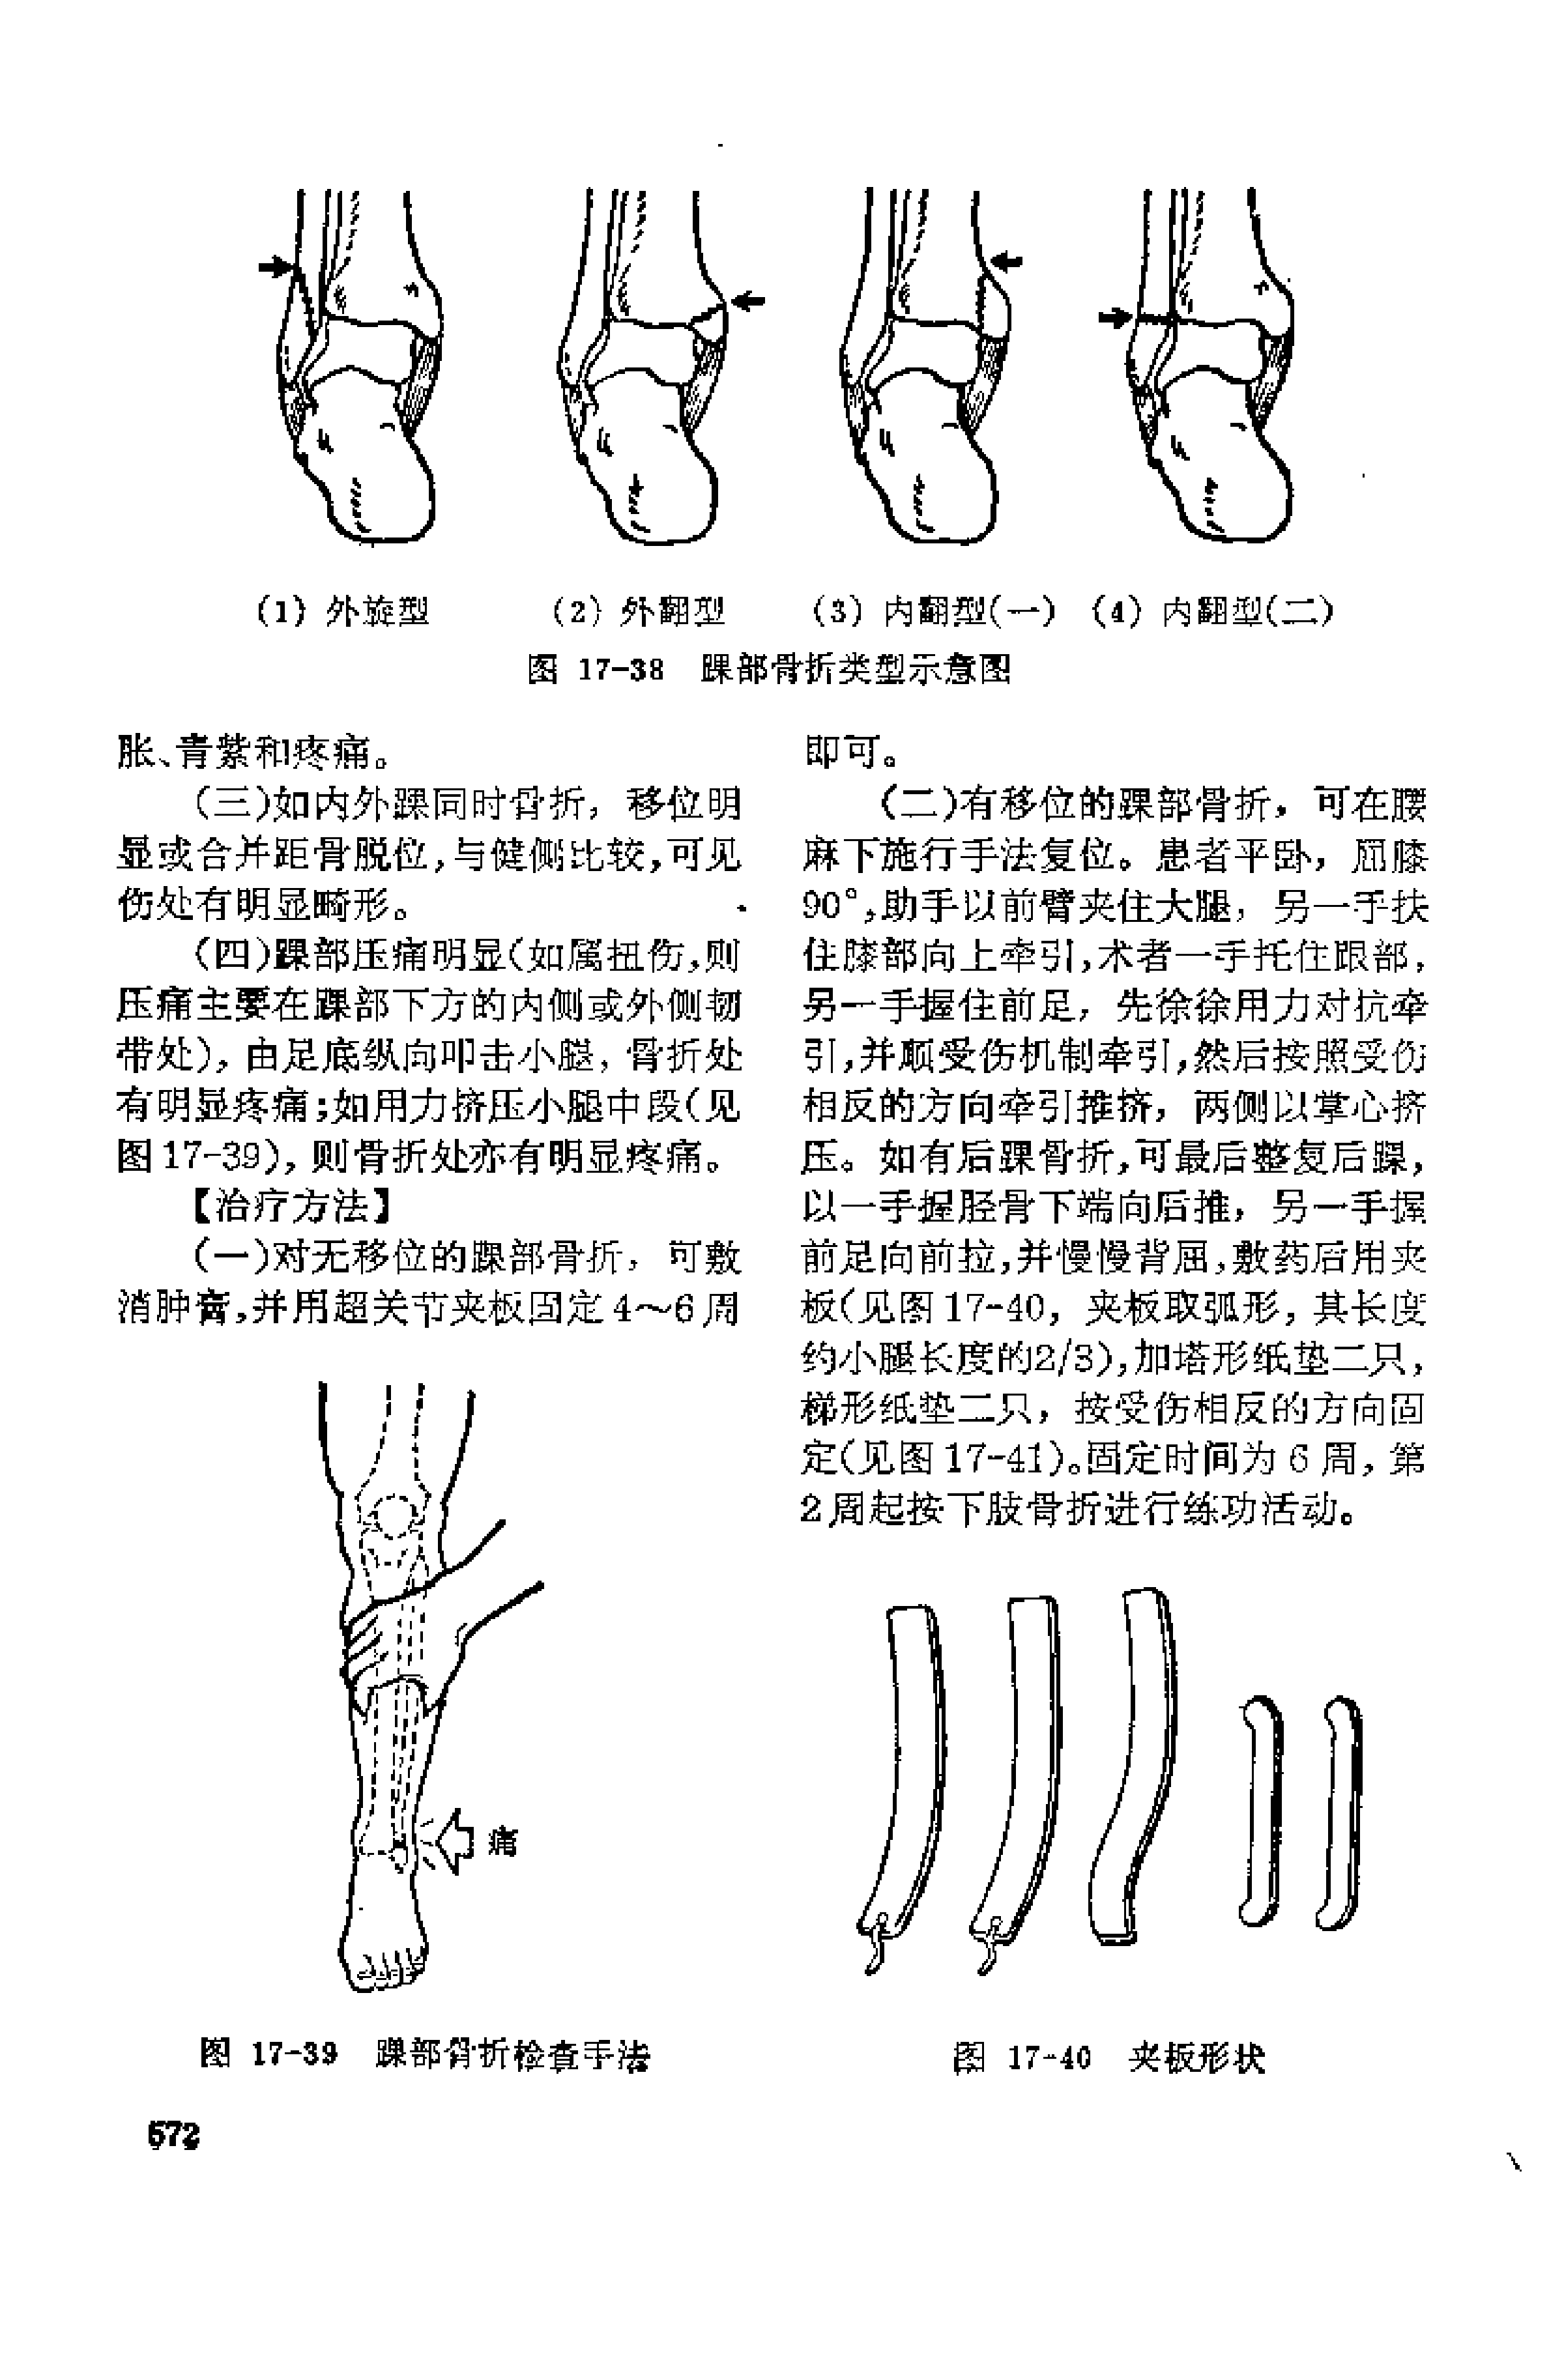 (1) 外旋型 (2) 外翻型 (3) 内翻型(一) (4) 内翻型(二)
图 17-38 踝部骨折类型示意图
胀、青紫和疼痛。
(三)如内外踝同时骨折，移位明
显或合并距骨脱位,与健侧比较,可见
伤处有明显畸形。
(四)踝部压痛明显(如属扭伤,则
压痛主要在踝部下方的内侧或外侧韧
带处)，由足底纵向叩击小腿，骨折处
有明显疼痛;如用力挤压小腿中段(见
图17-39)，则骨折处亦有明显疼痛。
【治疗方法】
(一)对无移位的踝部骨折，可敷
消肿膏,并用超关节夹板固定4～6周
痛
图 17-39 踝部骨折检查手法
即可。
(二)有移位的踝部骨折，可在腰
麻下施行手法复位。患者平卧，屈膝
90°,助手以前臂夹住大腿，另一手扶
住膝部向上牵引,术者一手托住跟部，
另一手握住前足，先徐徐用力对抗牵
引,并顺受伤机制牵引,然后按照受伤
相反的方向牵引推挤，两侧以掌心挤
压。如有后踝骨折,可最后整复后踝，
以一手握胫骨下端向后推，另一手握
前足向前拉,并慢慢背屈,敷药后用夹
板(见图17-40，夹板取弧形，其长度
约小腿长度的2/3),加塔形纸垫二只，
梯形纸垫二只，按受伤相反的方向固
定(见图17-41)。固定时间为6周，第
2周起按下肢骨折进行练功活动。
图 17-40 夹板形状
572